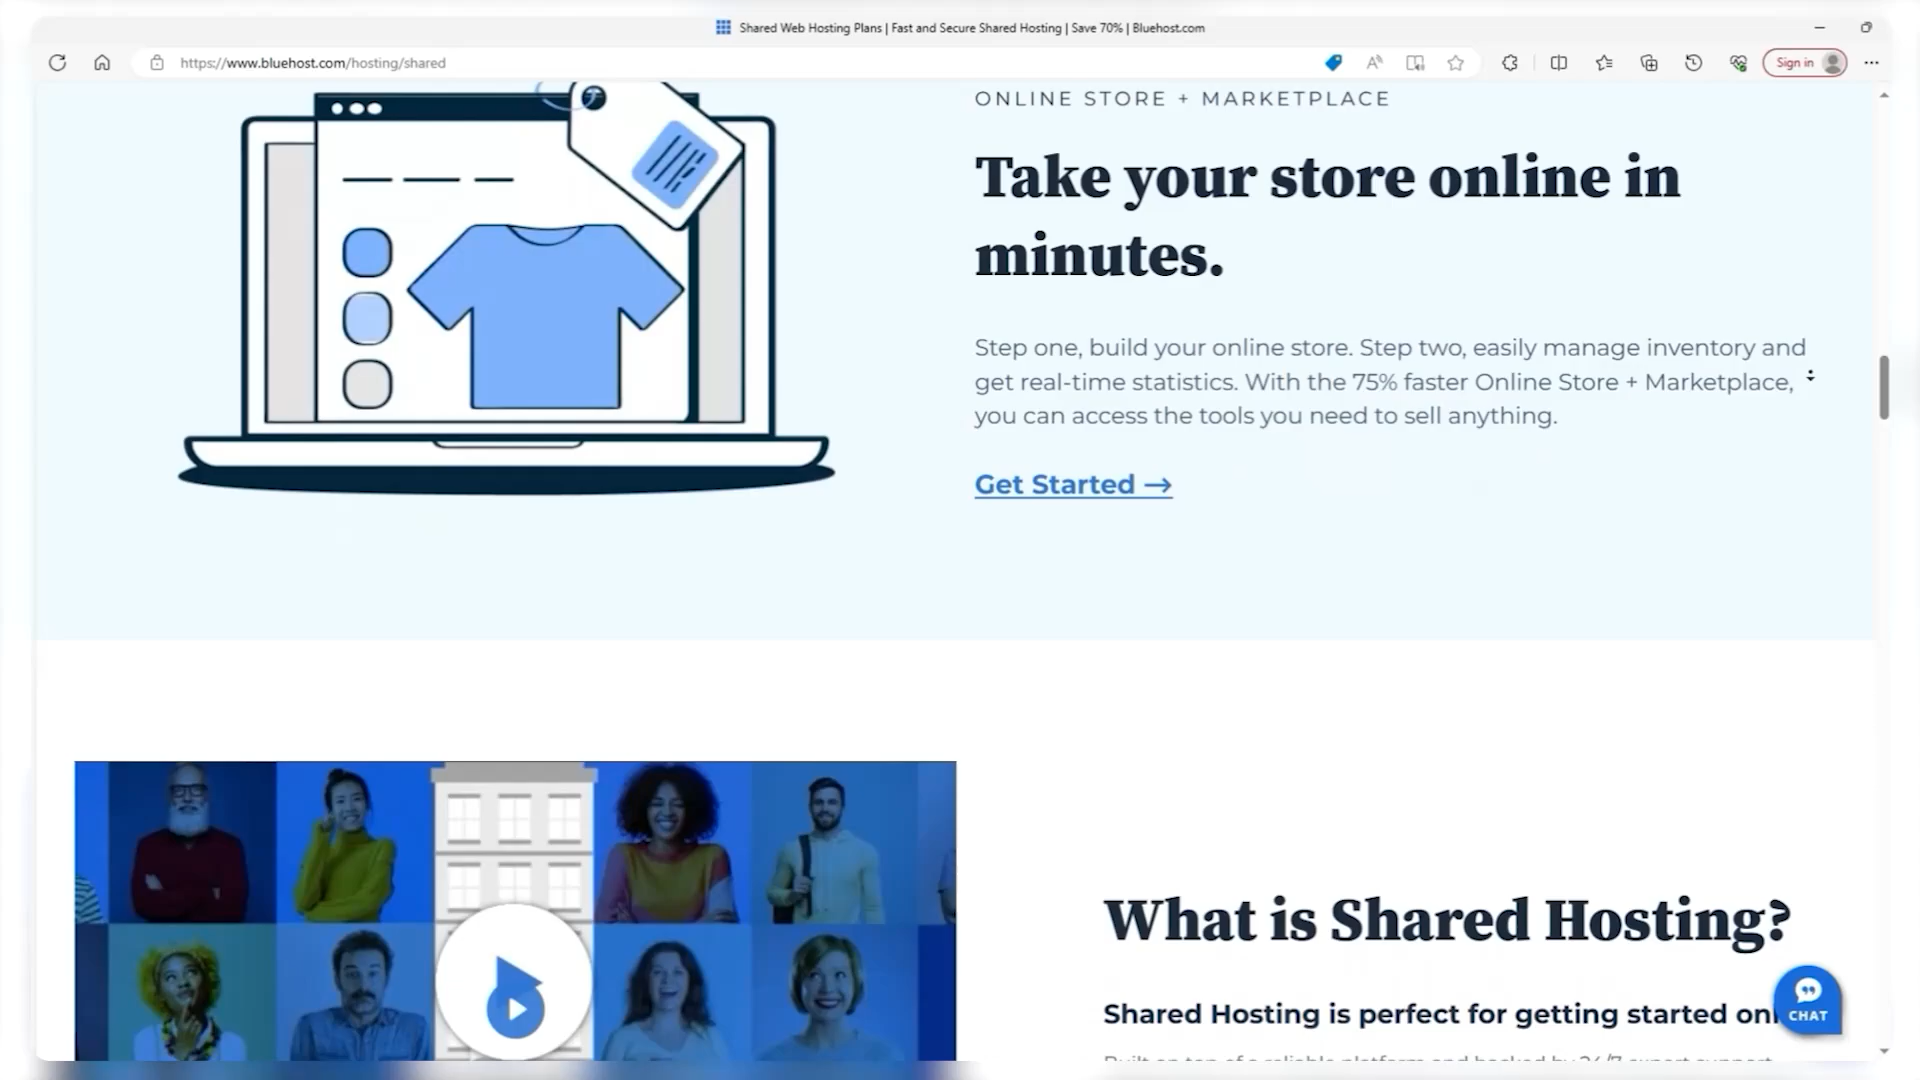 Shared Web Hosting Plans | Fast and Secure Shared Hosting | Save 70% | Bluehost.com
https://www.bluehost.com/hosting/shared
Sign in
ONLINE STORE + MARKETPLACE
Take your store online in
minutes.
Step one, build your online store. Step two, easily manage inventory and
get real-time statistics. With the 75% faster Online Store + Marketplace,
you can access the tools you need to sell anything.
Get Started →
What is Shared Hosting?
Shared Hosting is perfect for getting started
CHAT